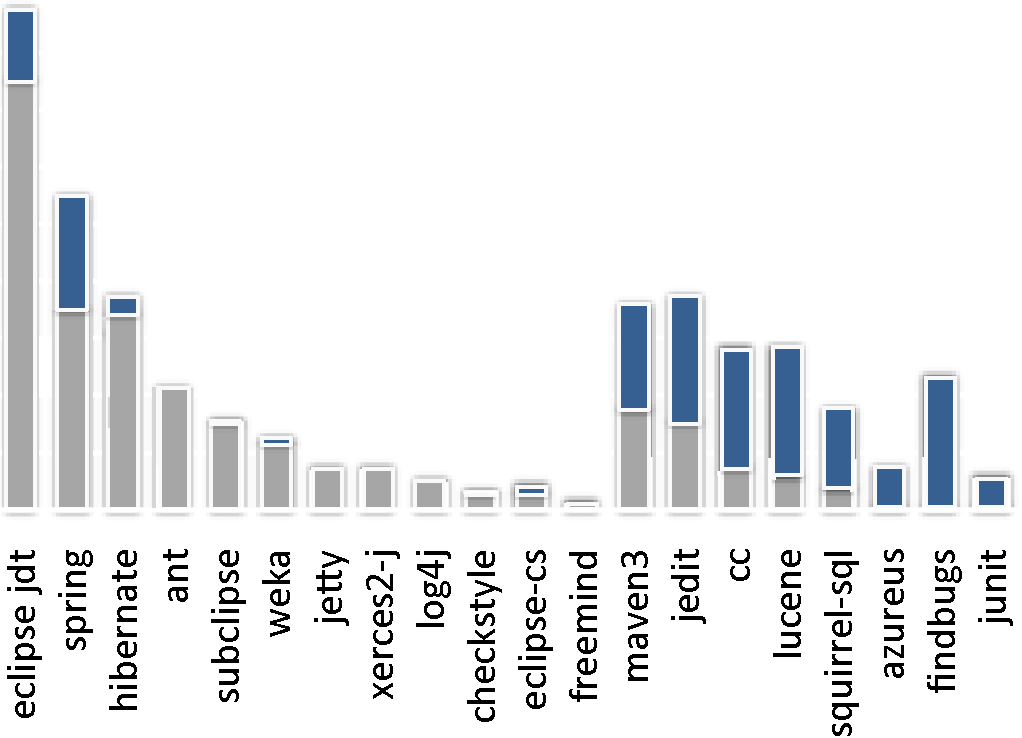 eclipse jdt
spring
hibernate
ant
subclipse
weka
jetty
xerces2-j
log4j
checkstyle
eclipse-cs
freemind
maven3
jedit
cc
lucene
squirrel-sql
azureus
findbugs
junit